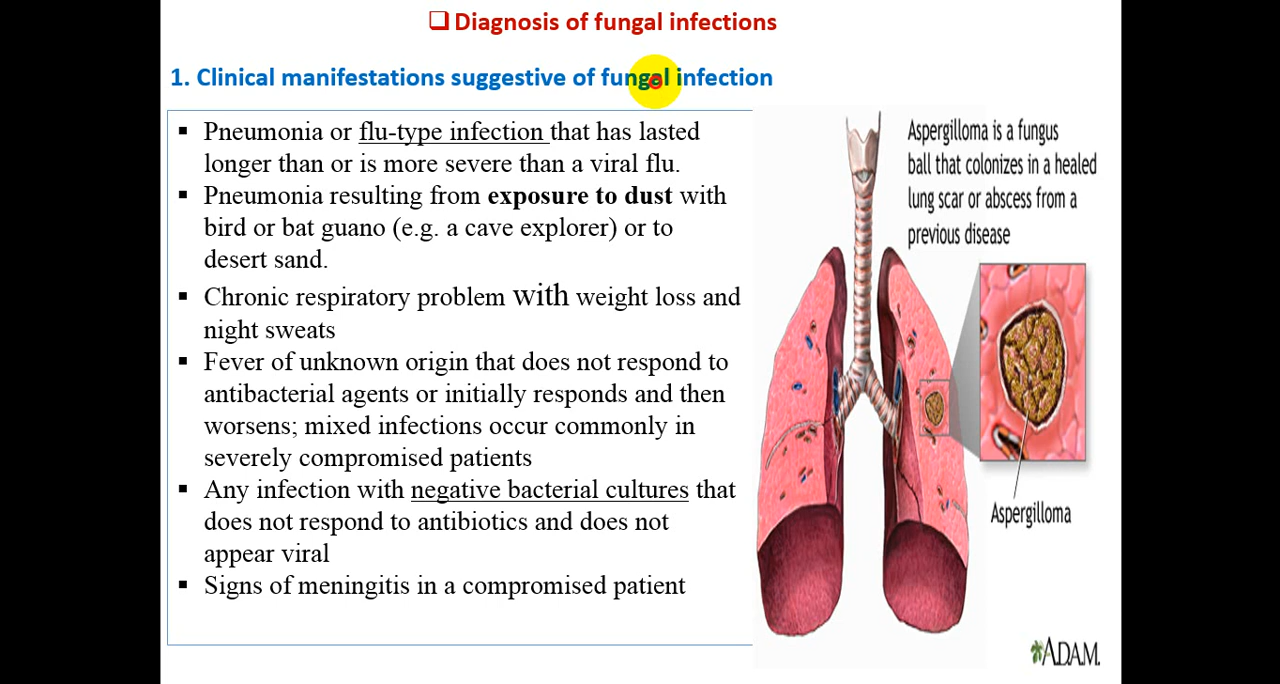 ❑ Diagnosis of fungal infections
1. Clinical manifestations suggestive of fungal infection
▪ Pneumonia or flu-type infection that has lasted
longer than or is more severe than a viral flu.
▪ Pneumonia resulting from exposure to dust with
bird or bat guano (e.g. a cave explorer) or to
desert sand.
▪ Chronic respiratory problem with weight loss and
night sweats
▪ Fever of unknown origin that does not respond to
antibacterial agents or initially responds and then
worsens; mixed infections occur commonly in
severely compromised patients
▪ Any infection with negative bacterial cultures that
does not respond to antibiotics and does not
appear viral
▪ Signs of meningitis in a compromised patient
Aspergilloma is a fungus
ball that colonizes in a healed
lung scar or abscess from a
previous disease
Aspergilloma
ADAM.